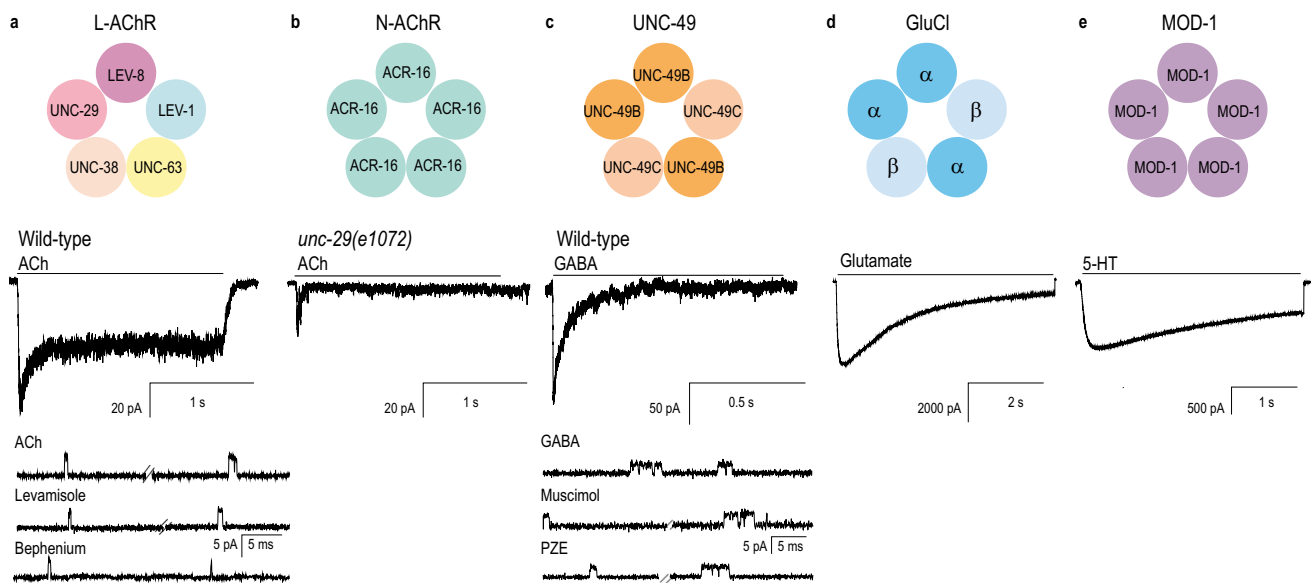 a L-AChR
LEV-8
UNC-29
LEV-1
UNC-38
UNC-63
Wild-type
ACh
20 pA
1 s
ACh
Levamisole
5 pA
5 ms
Bephenium
b N-AChR
ACR-16
ACR-16
ACR-16
ACR-16
ACR-16
unc-29(e1072)
ACh
20 pA
1 s
c UNC-49
UNC-49B
UNC-49B
UNC-49C
UNC-49C
UNC-49B
Wild-type
GABA
50 pA
0.5 s
GABA
Muscimol
5 pA
5 ms
PZE
d GluCl
α
α
β
β
α
Glutamate
2000 pA
2 s
e MOD-1
MOD-1
MOD-1
MOD-1
MOD-1
MOD-1
5-HT
500 pA
1 s